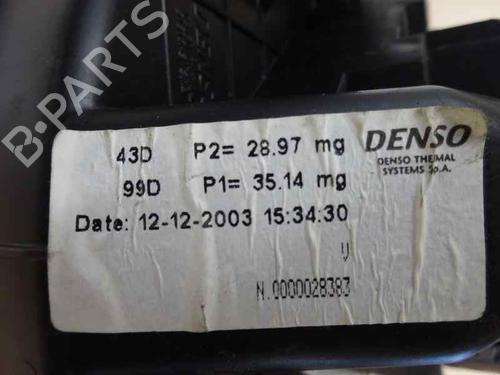 43D P2= 28.97 mg
99D P1= 35.14 mg
Date: 12-12-2003 15:34:30
DENSO
DENSO THERMAL
SYSTEMS S.p.A.
V
N.0000028383
B-PARTS